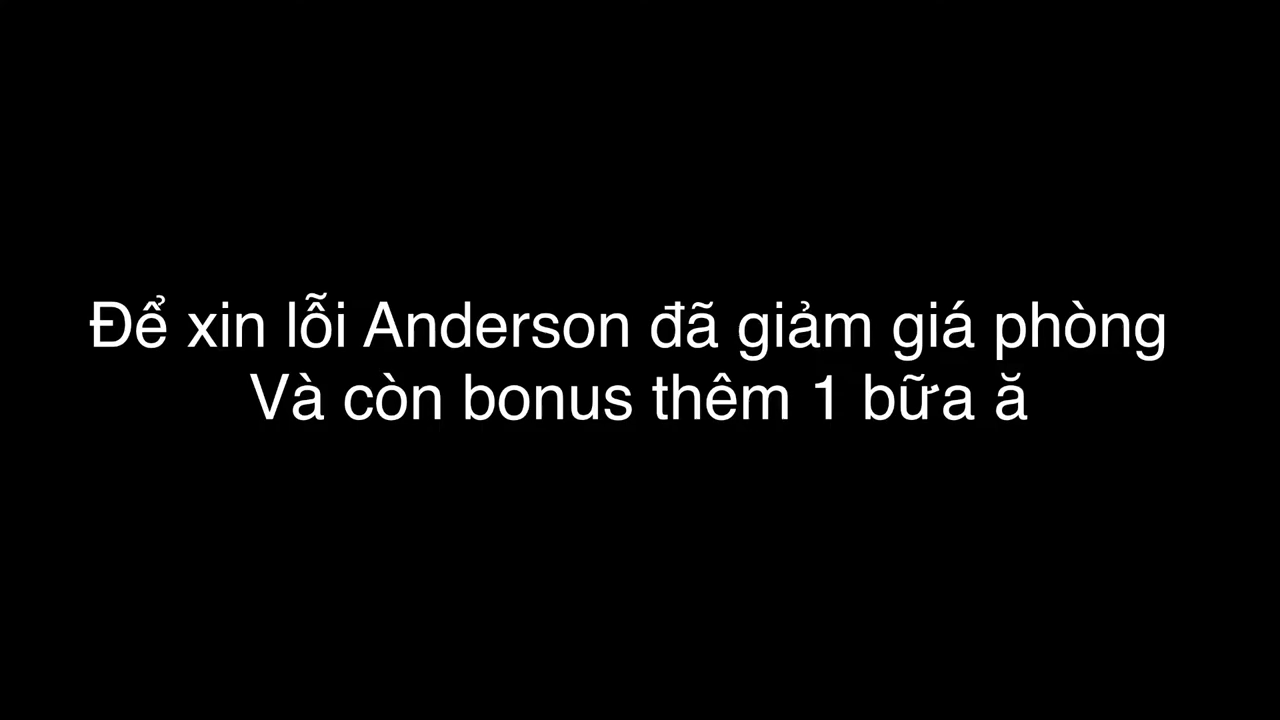 Để xin lỗi Anderson đã giảm giá phòng
Và còn bonus thêm 1 bữa ă